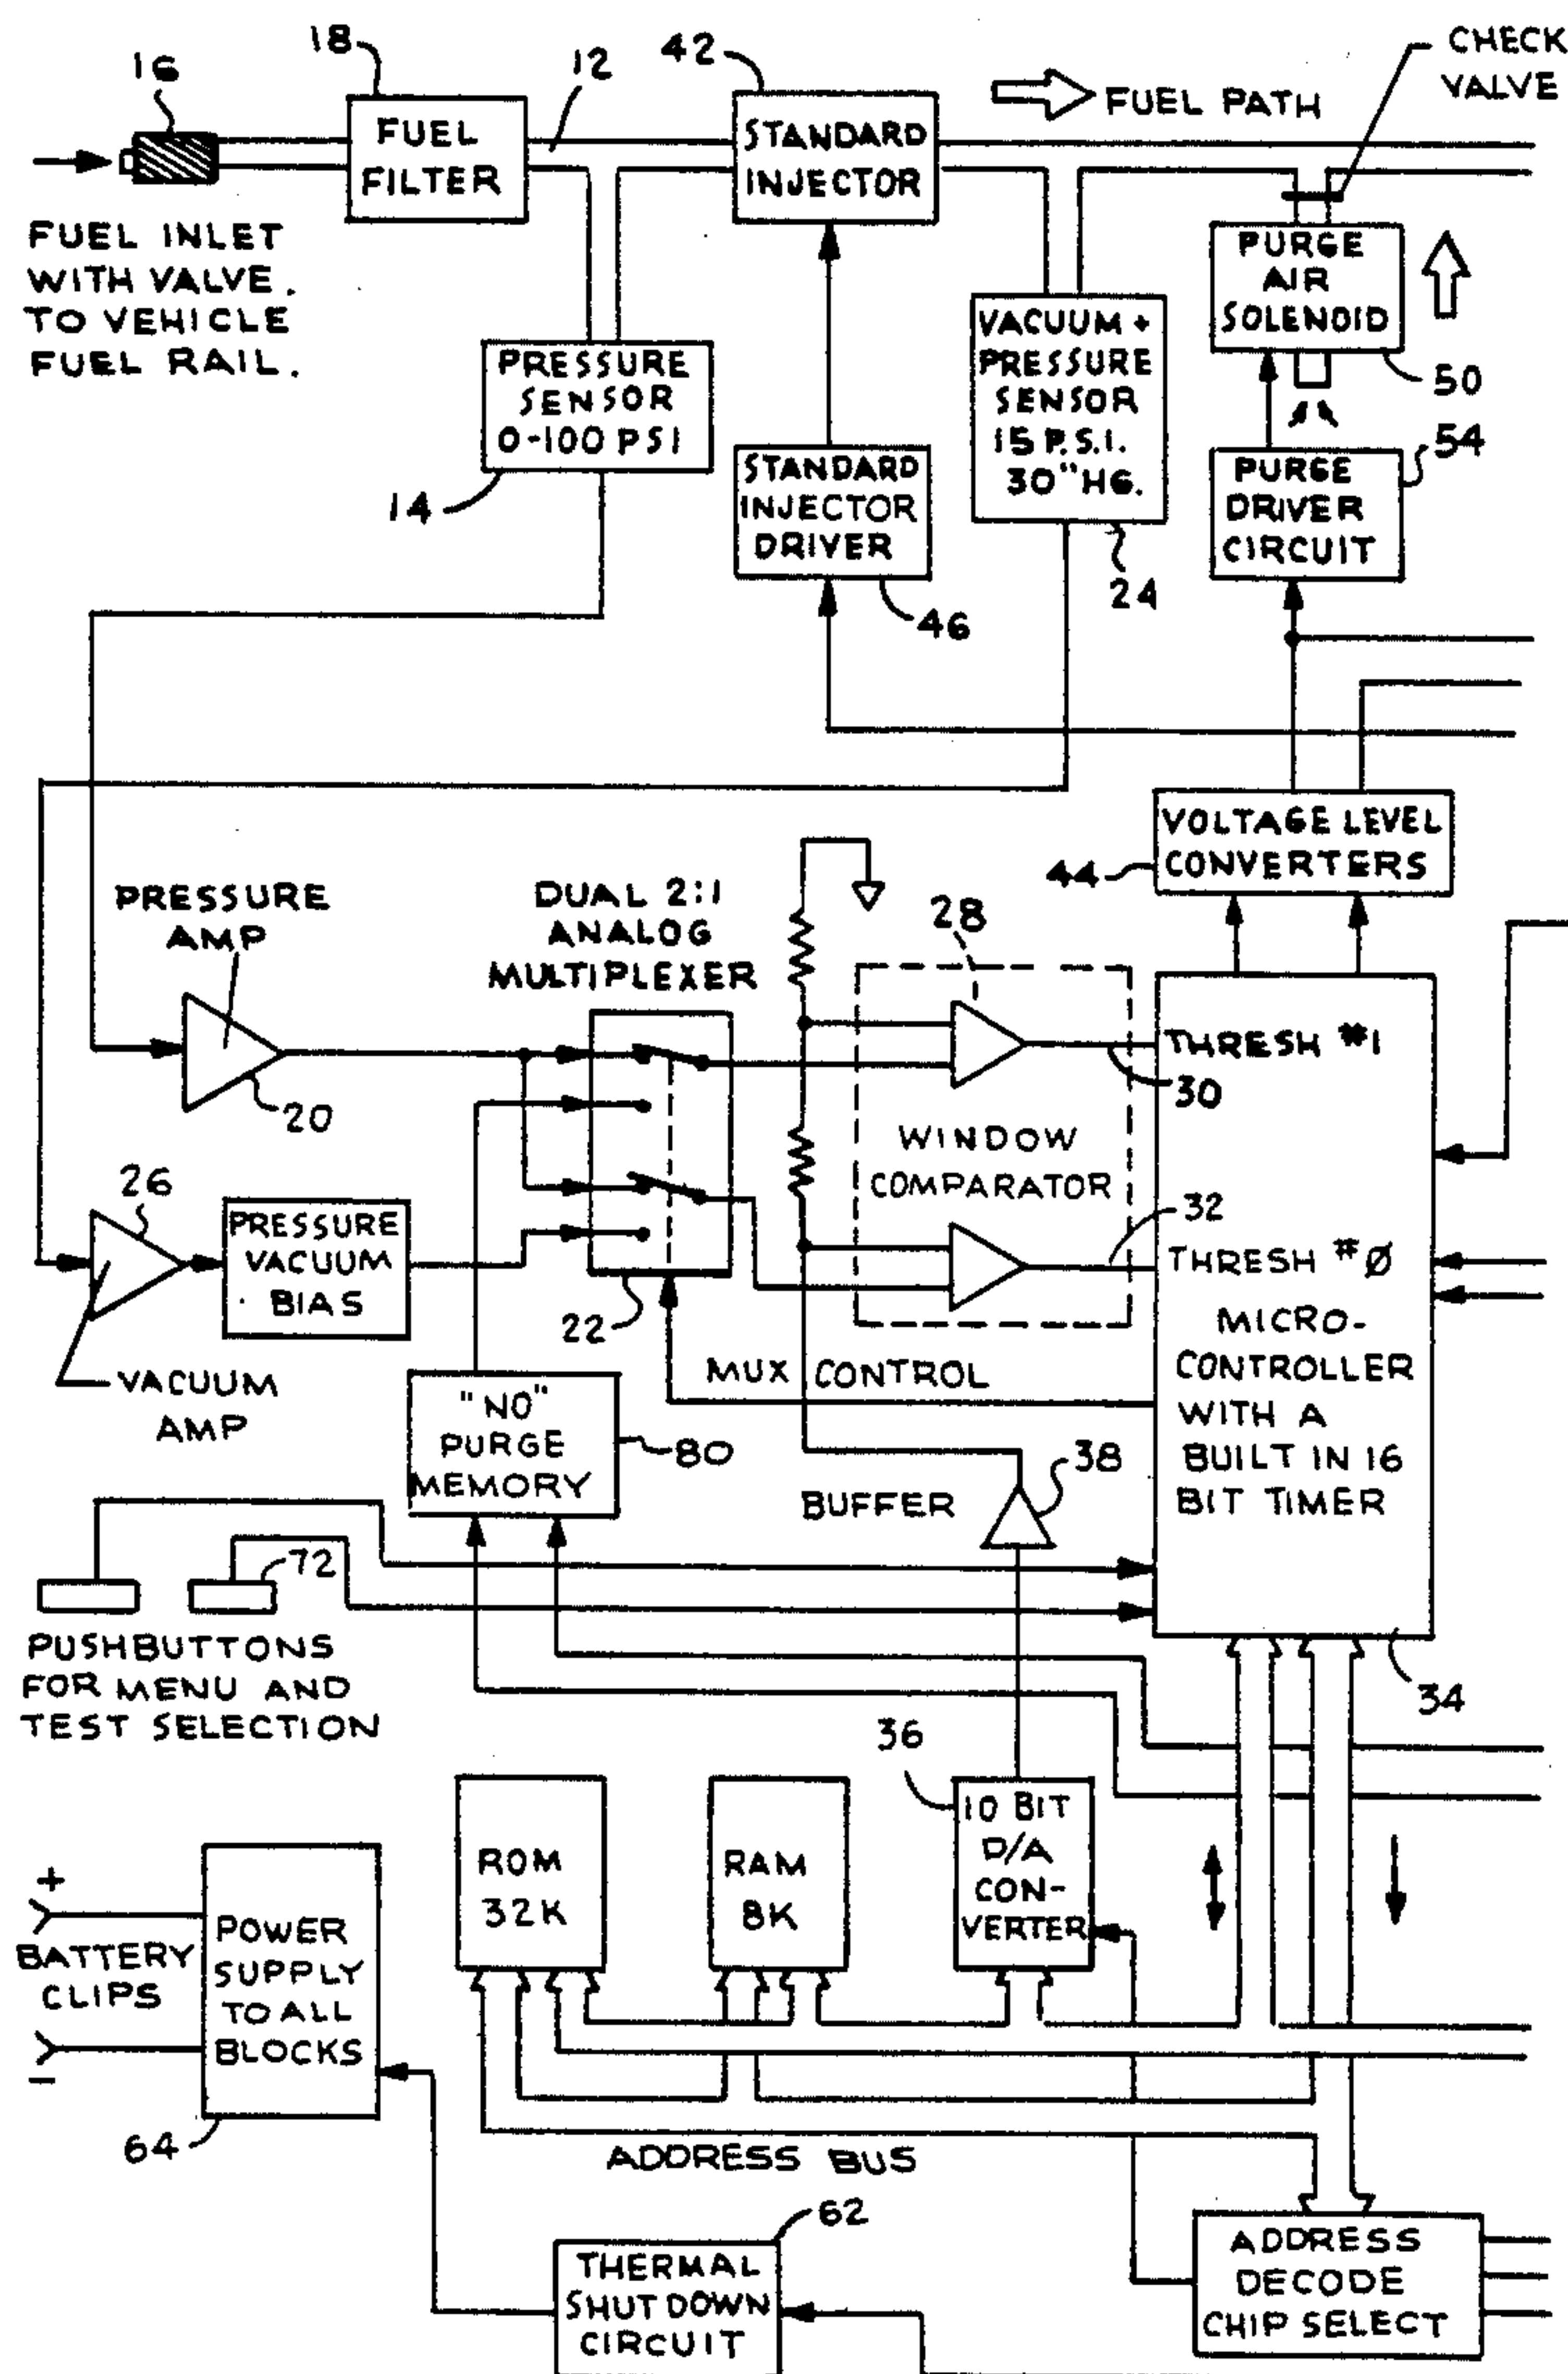 18
42
CHECK
VALVE
16
12
FUEL PATH
FUEL
FILTER
STANDARD
INJECTOR
FUEL INLET
WITH VALVE.
TO VEHICLE
FUEL RAIL.
PURGE
AIR
SOLENOID
50
PRESSURE
SENSOR
0-100 PSI
14
VACUUM +
PRESSURE
SENSOR
15 P.S.I.
30" HG.
24
STANDARD
INJECTOR
DRIVER
46
PURGE
DRIVER
CIRCUIT
54
VOLTAGE LEVEL
CONVERTERS
44
PRESSURE
AMP
20
DUAL 2:1
ANALOG
MULTIPLEXER
28
THRESH #1
30
WINDOW
COMPARATOR
26
PRESSURE
VACUUM
BIAS
22
32
THRESH #Ø
MICRO-
CONTROLLER
WITH A
BUILT IN 16
BIT TIMER
VACUUM
AMP
MUX CONTROL
"NO"
PURGE
MEMORY
80
BUFFER
38
72
PUSHBUTTONS
FOR MENU AND
TEST SELECTION
34
36
ROM
32K
RAM
8K
10 BIT
D/A
CON-
VERTER
+
BATTERY
CLIPS
-
POWER
SUPPLY
TO ALL
BLOCKS
64
ADDRESS BUS
62
THERMAL
SHUT DOWN
CIRCUIT
ADDRESS
DECODE
CHIP SELECT